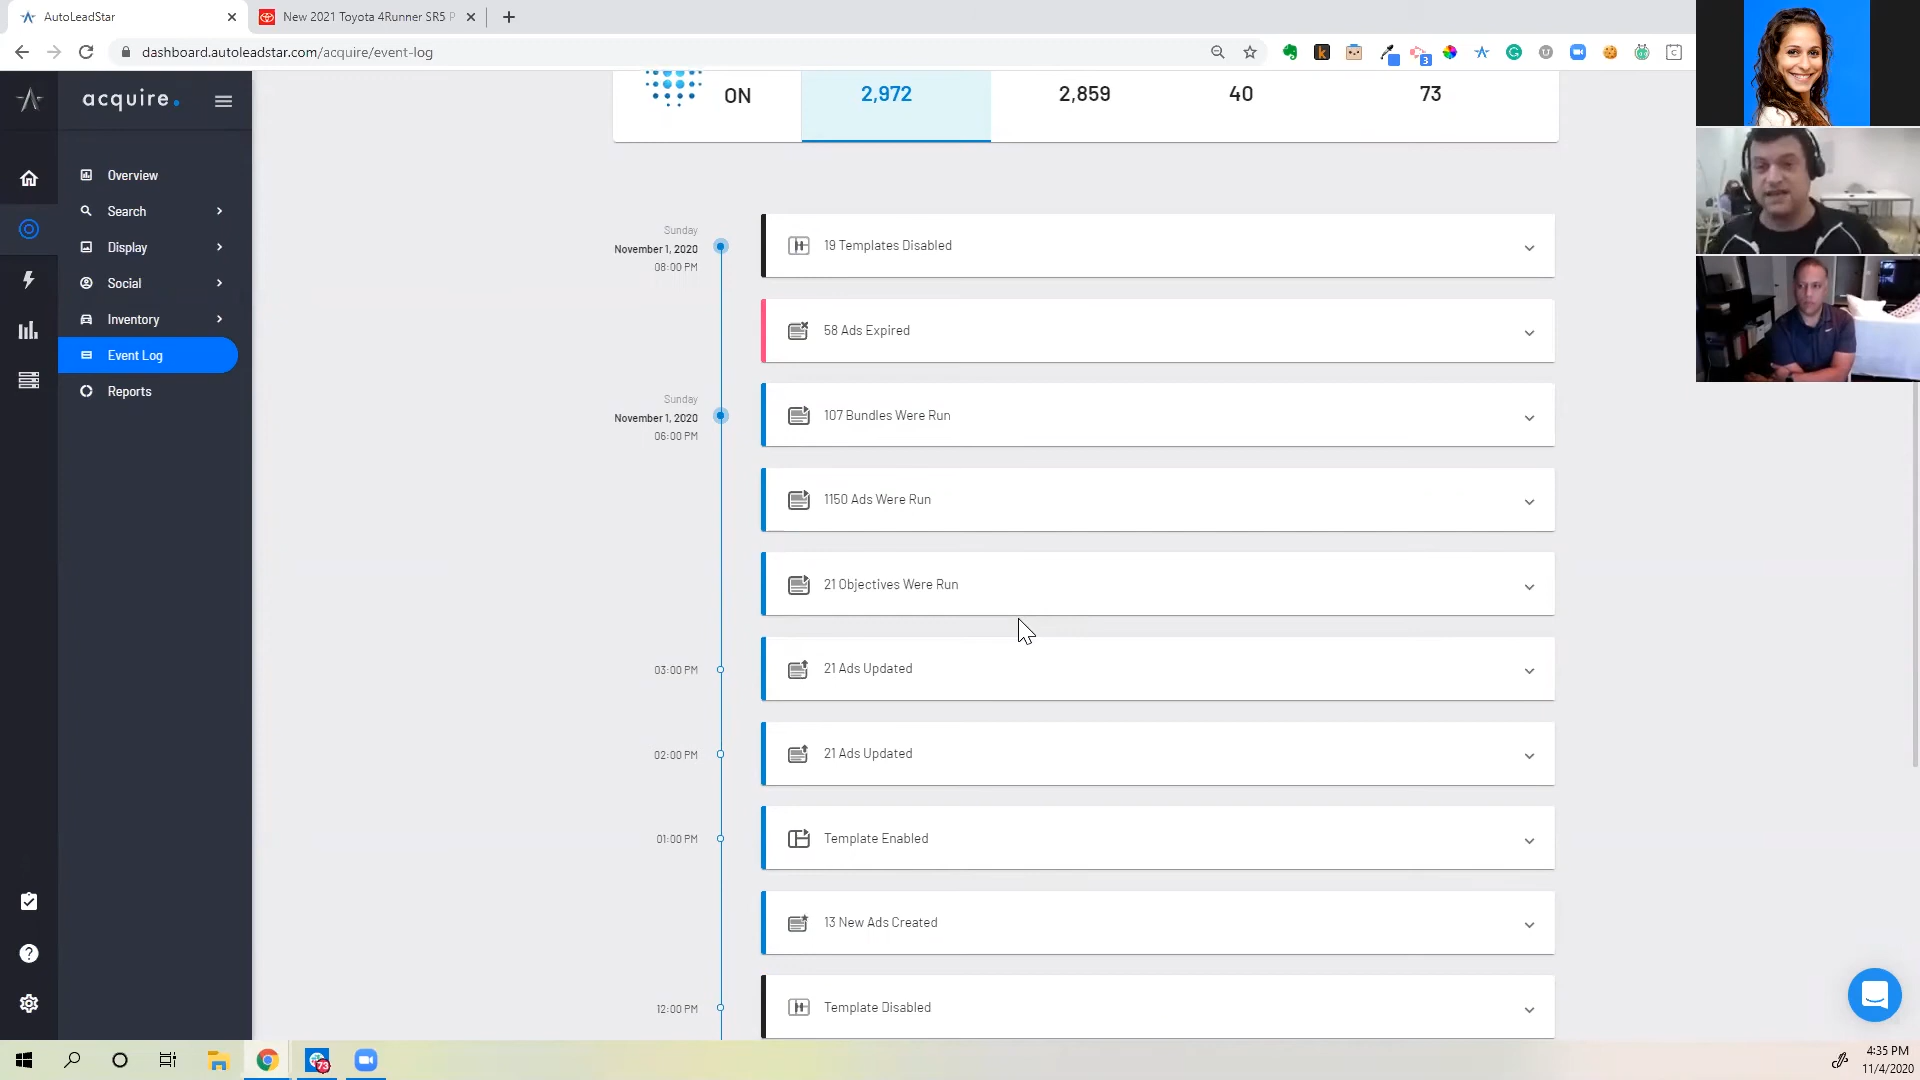 AutoLeadStar
New 2021 Toyota 4Runner SR5 P
dashboard.autoleadstar.com/acquire/event-log
3
acquire.
Overview
Search
Display
Social
Inventory
Event Log
Reports
ON
2,972
2,859
40
73
Sunday
November 1, 2020
08:00 PM
19 Templates Disabled
58 Ads Expired
Sunday
November 1, 2020
06:00 PM
107 Bundles Were Run
1150 Ads Were Run
21 Objectives Were Run
03:00 PM
21 Ads Updated
02:00 PM
21 Ads Updated
01:00 PM
Template Enabled
13 New Ads Created
12:00 PM
Template Disabled
73
4:35 PM
11/4/2020